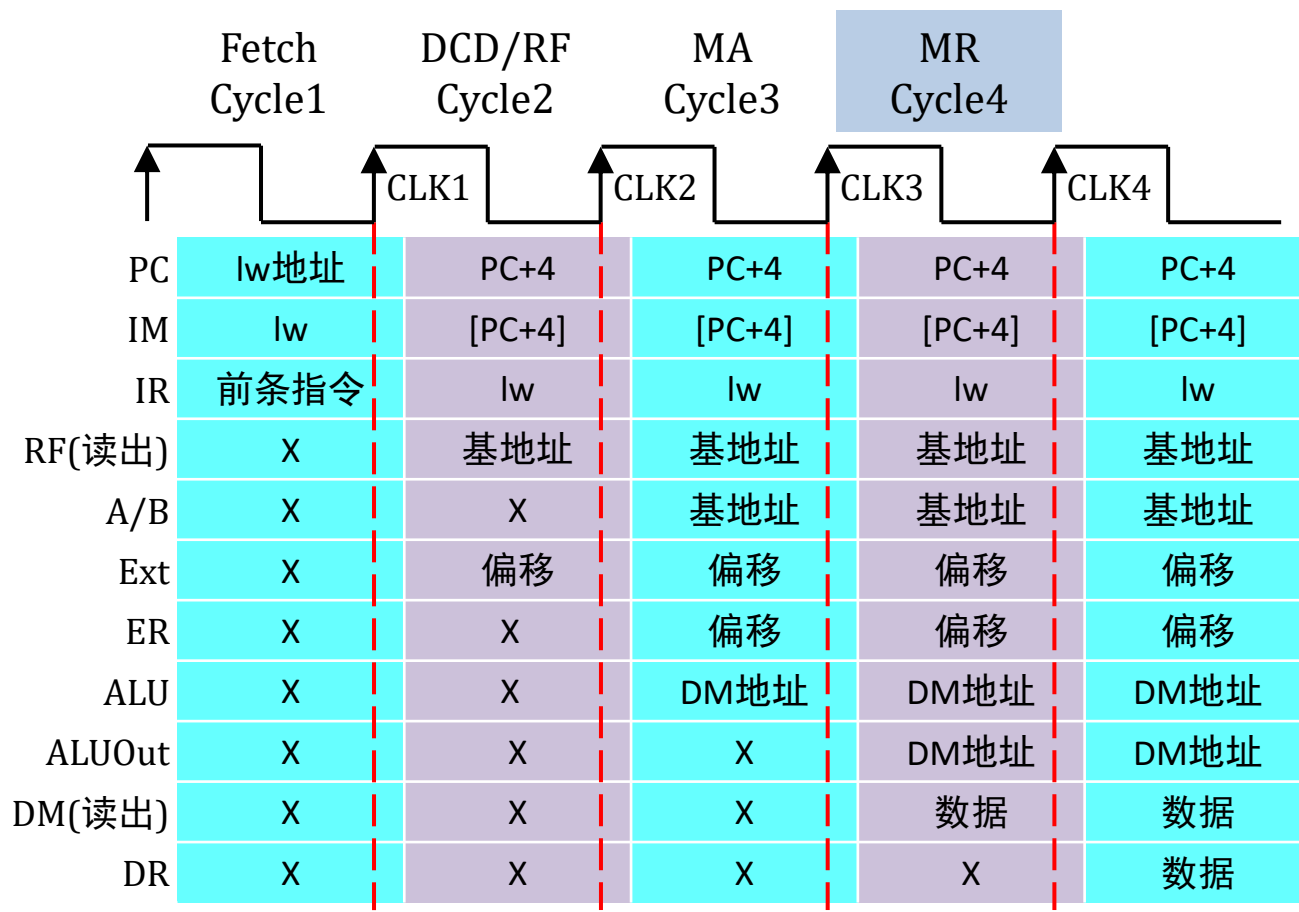 Fetch DCD/RF MA MR
Cycle1 Cycle2 Cycle3 Cycle4
CLK1 CLK2 CLK3 CLK4
PC lw地址 PC+4 PC+4 PC+4 PC+4
IM lw [PC+4] [PC+4] [PC+4] [PC+4]
IR 前条指令 lw lw lw lw
RF(读出) X 基地址 基地址 基地址 基地址
A/B X X 基地址 基地址 基地址
Ext X 偏移 偏移 偏移 偏移
ER X X 偏移 偏移 偏移
ALU X X DM地址 DM地址 DM地址
ALUOut X X X DM地址 DM地址
DM(读出) X X X 数据 数据
DR X X X X 数据